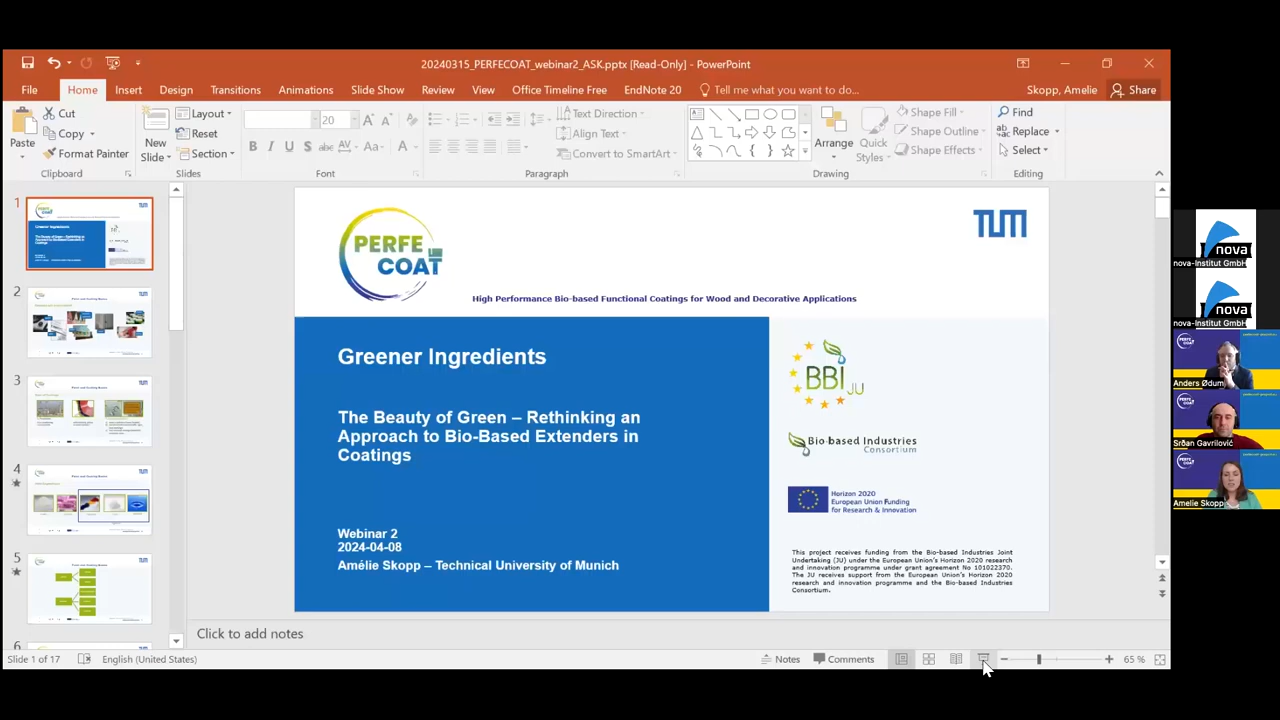 20240315_PERFECOAT_webinar2_ASK.pptx [Read-Only] - PowerPoint
File Home Insert Design Transitions Animations Slide Show Review View Office Timeline Free EndNote 20 Tell me what you want to do... Skopp, Amelie Share
Paste
Cut
Copy
Format Painter
Clipboard
New
Slide
Layout
Reset
Section
Slides
20
Font
Text Direction
Align Text
Convert to SmartArt
Paragraph
Arrange
Quick
Styles
Shape Fill
Shape Outline
Shape Effects
Drawing
Find
Replace
Select
Editing
1
2
3
4
5
6
PERFE
COAT
TUM
High Performance Bio-based Functional Coatings for Wood and Decorative Applications
Greener Ingredients
The Beauty of Green – Rethinking an
Approach to Bio-Based Extenders in
Coatings
Webinar 2
2024-04-08
Amélie Skopp – Technical University of Munich
BBI JU
Bio-based Industries
Consortium
Horizon 2020
European Union Funding
for Research & Innovation
This project receives funding from the Bio-based Industries Joint
Undertaking (JU) under the European Union's Horizon 2020 research
and innovation programme under grant agreement No 101022370.
The JU receives support from the European Union's Horizon 2020
research and innovation programme and the Bio-based Industries
Consortium.
Click to add notes
Slide 1 of 17 English (United States) Notes Comments 65 %
nova
nova-Institut GmbH
nova
nova-Institut GmbH
Anders Ødum
Srđan Gavrilović
Amelie Skopp